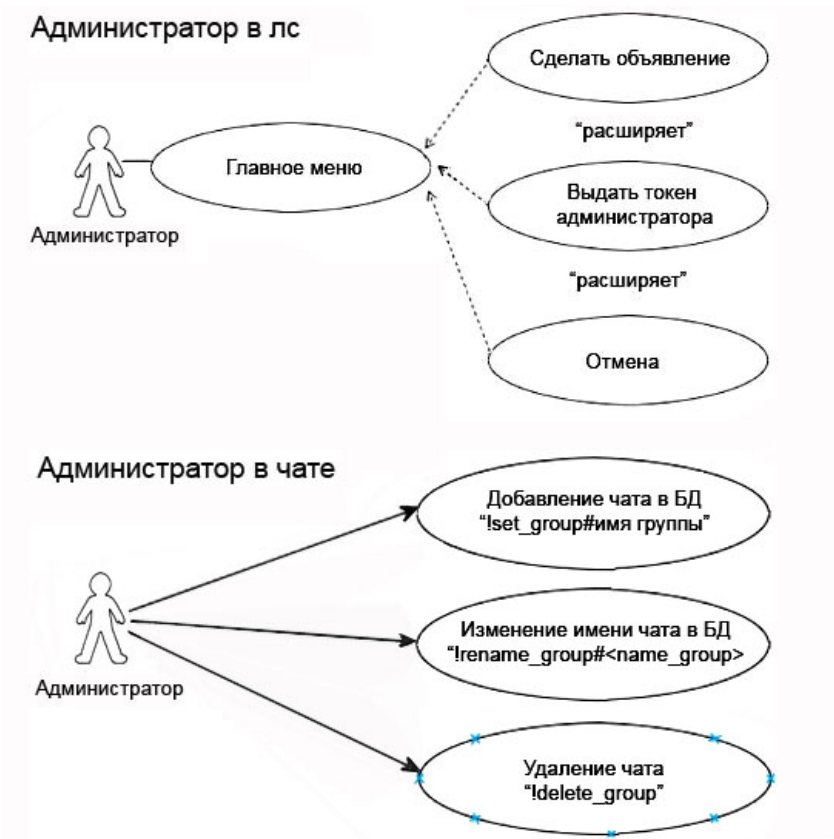 Администратор в лс
Сделать объявление
“расширяет”
Главное меню
Выдать токен
администратора
Администратор
“расширяет”
Отмена
Администратор в чате
Добавление чата в БД
“!set_group#имя группы”
Изменение имени чата в БД
“!rename_group#<name_group>
Администратор
Удаление чата
“!delete_group”